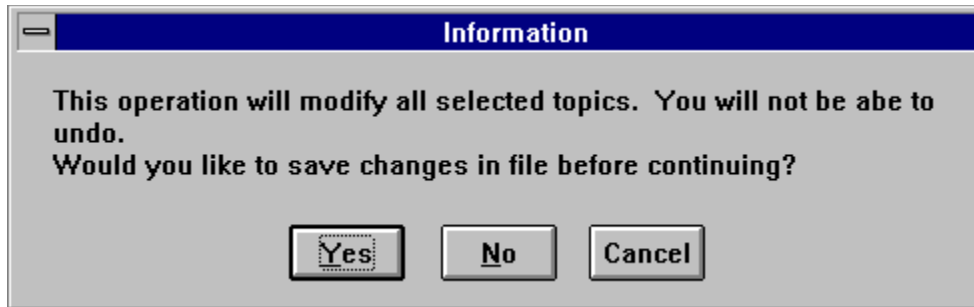 Information
This operation will modify all selected topics.  You will not be abe to
undo.
Would you like to save changes in file before continuing?
Yes No Cancel